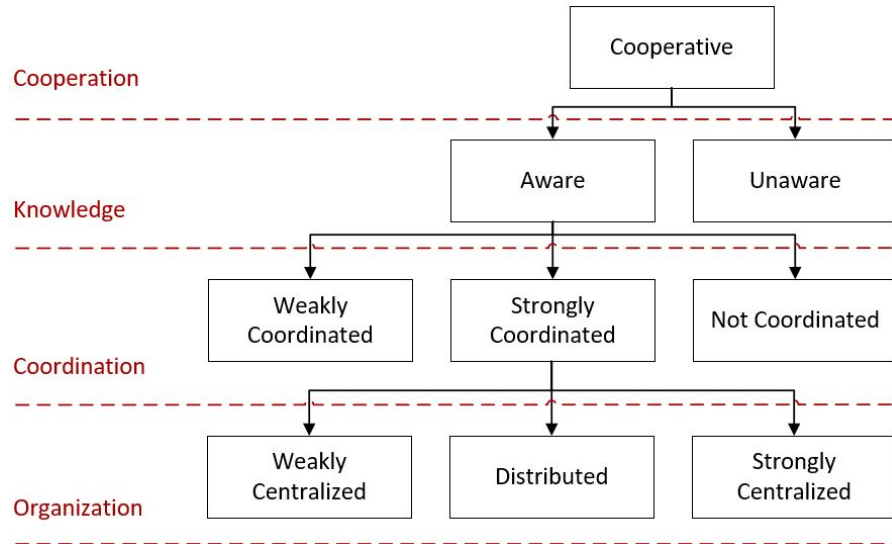 Cooperative
Cooperation
Aware
Unaware
Knowledge
Weakly
Coordinated
Strongly
Coordinated
Not Coordinated
Coordination
Weakly
Centralized
Distributed
Strongly
Centralized
Organization